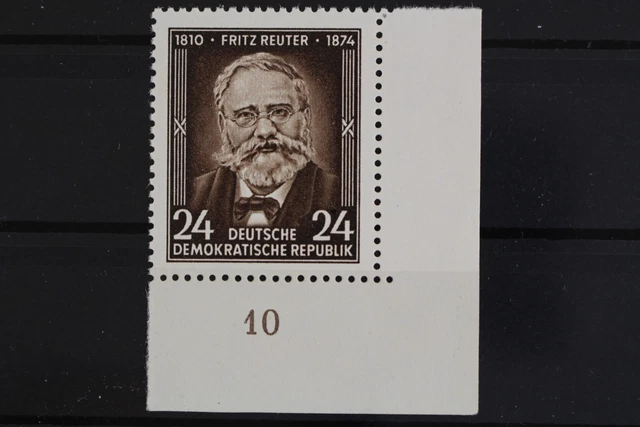 1810 · FRITZ REUTER · 1874
24 DEUTSCHE 24
DEMOKRATISCHE REPUBLIK
10